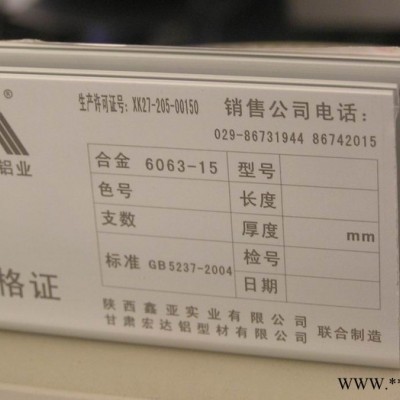 ®
生产许可证号: XK27-205-00150
销售公司电话:
029-86731944 86742015
铝业
合金 6063-15 型号
色号 长度
支数 厚度 mm
标准 GB5237-2004 检号
日期
格证
陕西鑫亚实业有限公司
甘肃宏达铝型材有限公司 联合制造
WWW.**